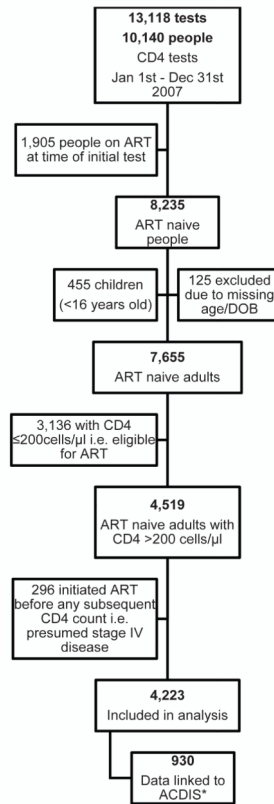 13,118 tests
10,140 people
CD4 tests
Jan 1st - Dec 31st
2007
1,905 people on ART
at time of initial test
8,235
ART naive
people
455 children
(<16 years old)
125 excluded
due to missing
age/DOB
7,655
ART naive adults
3,136 with CD4
≤200cells/μl i.e. eligible
for ART
4,519
ART naive adults with
CD4 >200 cells/μl
296 initiated ART
before any subsequent
CD4 count i.e.
presumed stage IV
disease
4,223
Included in analysis
930
Data linked to
ACDIS*